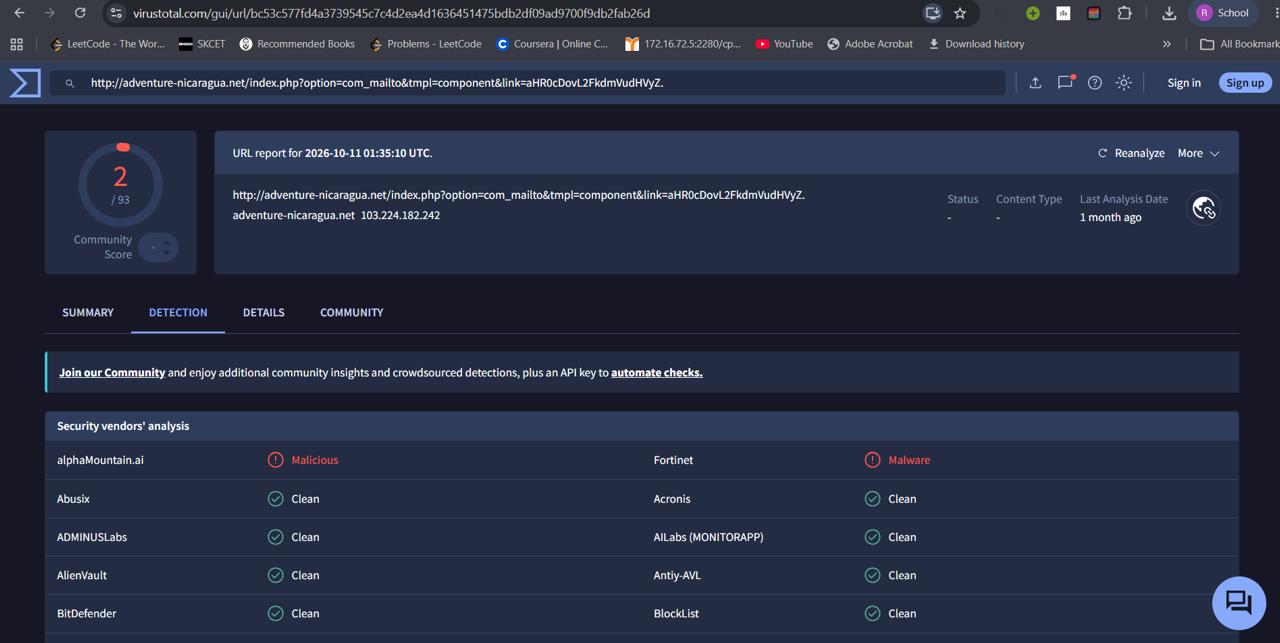 virustotal.com/gui/url/bc53c577fd4a3739545c7c4d2ea4d1636451475bdb2df09ad9700f9db2fab26d
R School
LeetCode - The Wor... SKCET Recommended Books Problems - LeetCode Coursera | Online C... 172.16.72.5:2280/cp... YouTube Adobe Acrobat Download history » All Bookmark
http://adventure-nicaragua.net/index.php?option=com_mailto&tmpl=component&link=aHR0cDovL2FkdmVudHVyZ.
Sign in Sign up
2
/ 93
Community
Score
URL report for 2026-10-11 01:35:10 UTC.
Reanalyze More
http://adventure-nicaragua.net/index.php?option=com_mailto&tmpl=component&link=aHR0cDovL2FkdmVudHVyZ.
adventure-nicaragua.net 103.224.182.242
Status Content Type Last Analysis Date
- - 1 month ago
SUMMARY DETECTION DETAILS COMMUNITY
Join our Community and enjoy additional community insights and crowdsourced detections, plus an API key to automate checks.
Security vendors' analysis
alphaMountain.ai Malicious Fortinet Malware
Abusix Clean Acronis Clean
ADMINUSLabs Clean AILabs (MONITORAPP) Clean
AlienVault Clean Antiy-AVL Clean
BitDefender Clean BlockList Clean